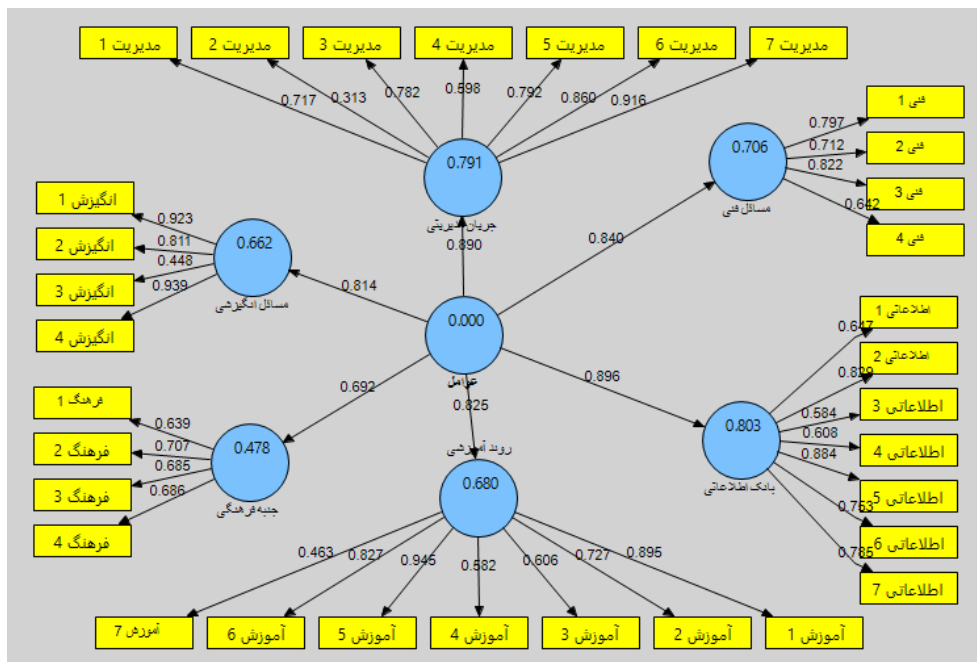 مدیریت 1
مدیریت 2
مدیریت 3
مدیریت 4
مدیریت 5
مدیریت 6
مدیریت 7
0.717
0.313
0.782
0.598
0.792
0.860
0.916
0.791
جریان مدیریتی
0.890
فنی 1
فنی 2
فنی 3
فنی 4
0.797
0.712
0.822
0.642
0.706
مسائل فنی
0.840
انگیزش 1
انگیزش 2
انگیزش 3
انگیزش 4
0.923
0.811
0.448
0.939
0.662
مسائل انگیزشی
0.814
0.000
عوامل
اطلاعاتی 1
اطلاعاتی 2
اطلاعاتی 3
اطلاعاتی 4
اطلاعاتی 5
اطلاعاتی 6
اطلاعاتی 7
0.647
0.829
0.584
0.608
0.884
0.753
0.785
0.803
بانک اطلاعاتی
0.896
فرهنگ 1
فرهنگ 2
فرهنگ 3
فرهنگ 4
0.639
0.707
0.685
0.686
0.478
جنبه فرهنگی
0.692
0.825
روند آموزشی
0.680
0.463
0.827
0.945
0.582
0.606
0.727
0.895
آموزش 7
آموزش 6
آموزش 5
آموزش 4
آموزش 3
آموزش 2
آموزش 1